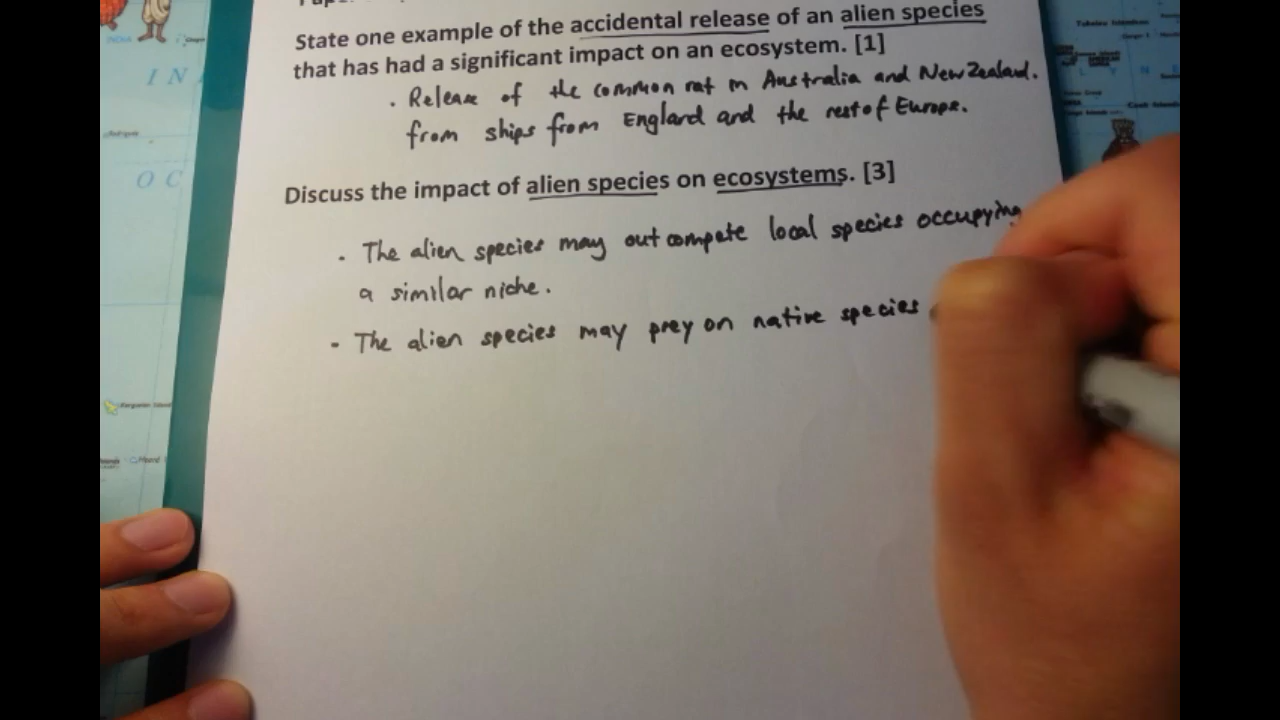 State one example of the accidental release of an alien species
that has had a significant impact on an ecosystem. [1]
. Release of the common rat in Australia and New Zealand.
from ships from England and the rest of Europe.
Discuss the impact of alien species on ecosystems. [3]
. The alien species may out compete local species occupying
a similar niche.
. The alien species may prey on native species
INDIA
I N
O C